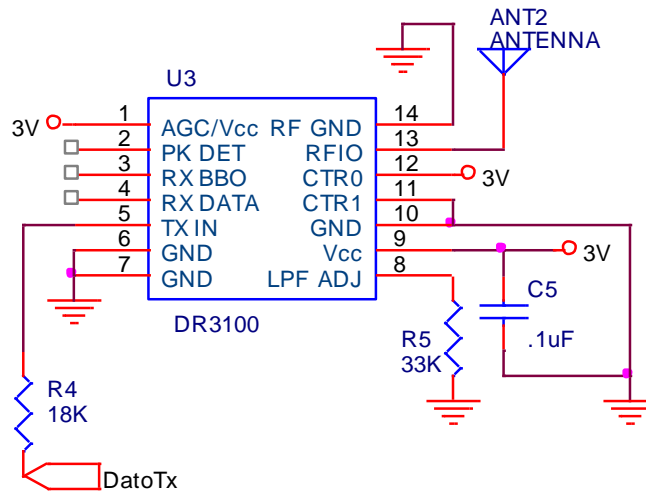 ANT2
ANTENNA
U3
3V
1 AGC/Vcc RF GND 14
2 PK DET RFIO 13
3 RX BBO CTR0 12
3V
4 RX DATA CTR1 11
5 TX IN GND 10
6 GND Vcc 9
3V
7 GND LPF ADJ 8
DR3100
C5
.1uF
R5
33K
R4
18K
DatoTx